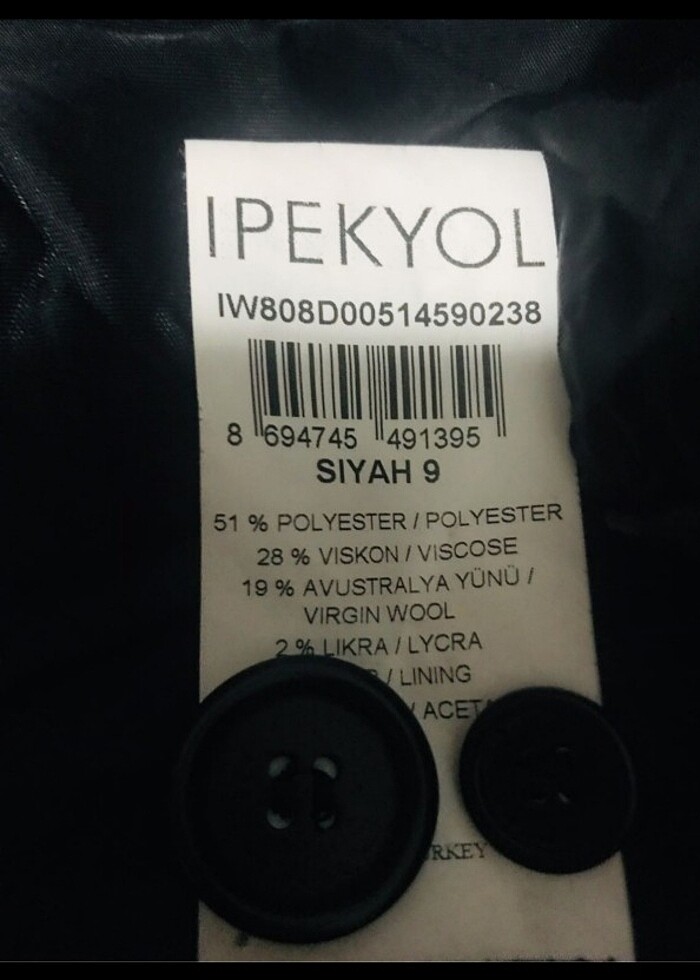 IPEKYOL
IW808D00514590238
8 694745 491395
SIYAH 9
51 % POLYESTER / POLYESTER
28 % VISKON / VISCOSE
19 % AVUSTRALYA YÜNÜ /
VIRGIN WOOL
2 % LIKRA / LYCRA
/ LINING
/